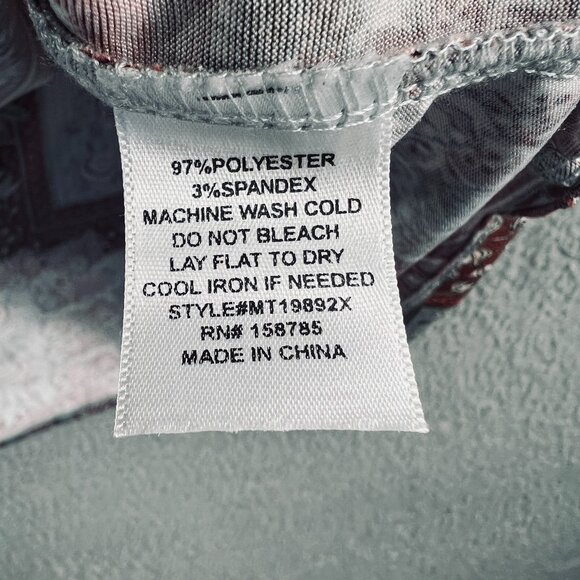 97%POLYESTER
3%SPANDEX
MACHINE WASH COLD
DO NOT BLEACH
LAY FLAT TO DRY
COOL IRON IF NEEDED
STYLE#MT19892X
RN# 158785
MADE IN CHINA